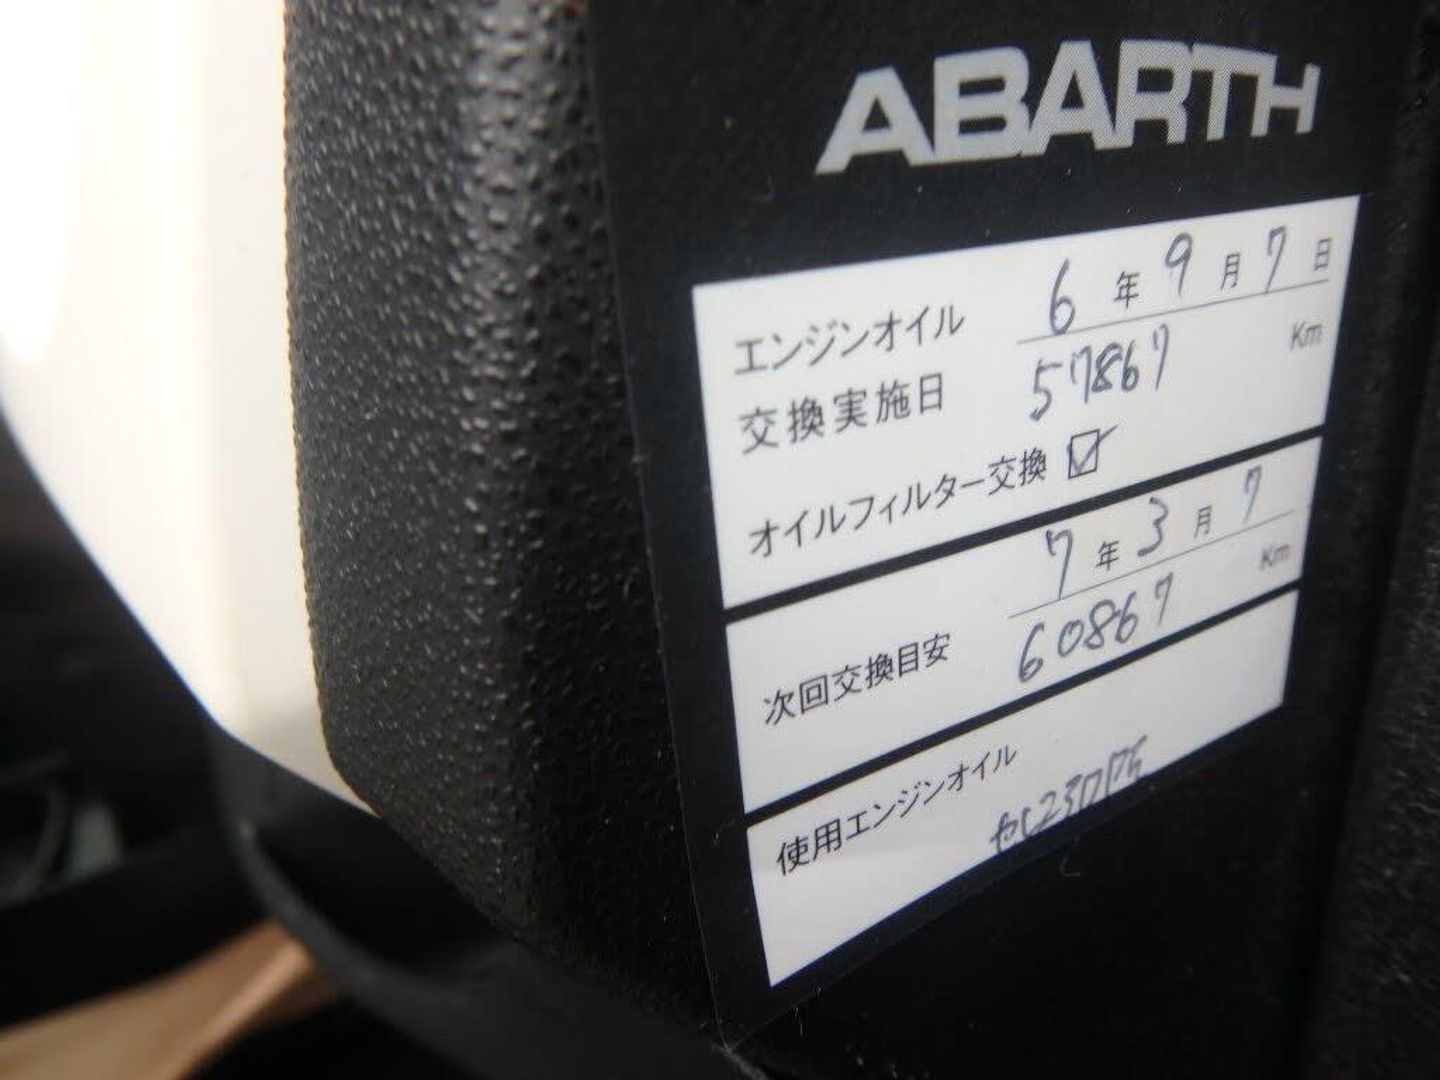 ABARTH
エンジンオイル 6年9月7日
交換実施日 57867 Km
オイルフィルター交換 ☑
7年3月7
次回交換目安 60867 Km
使用エンジンオイル